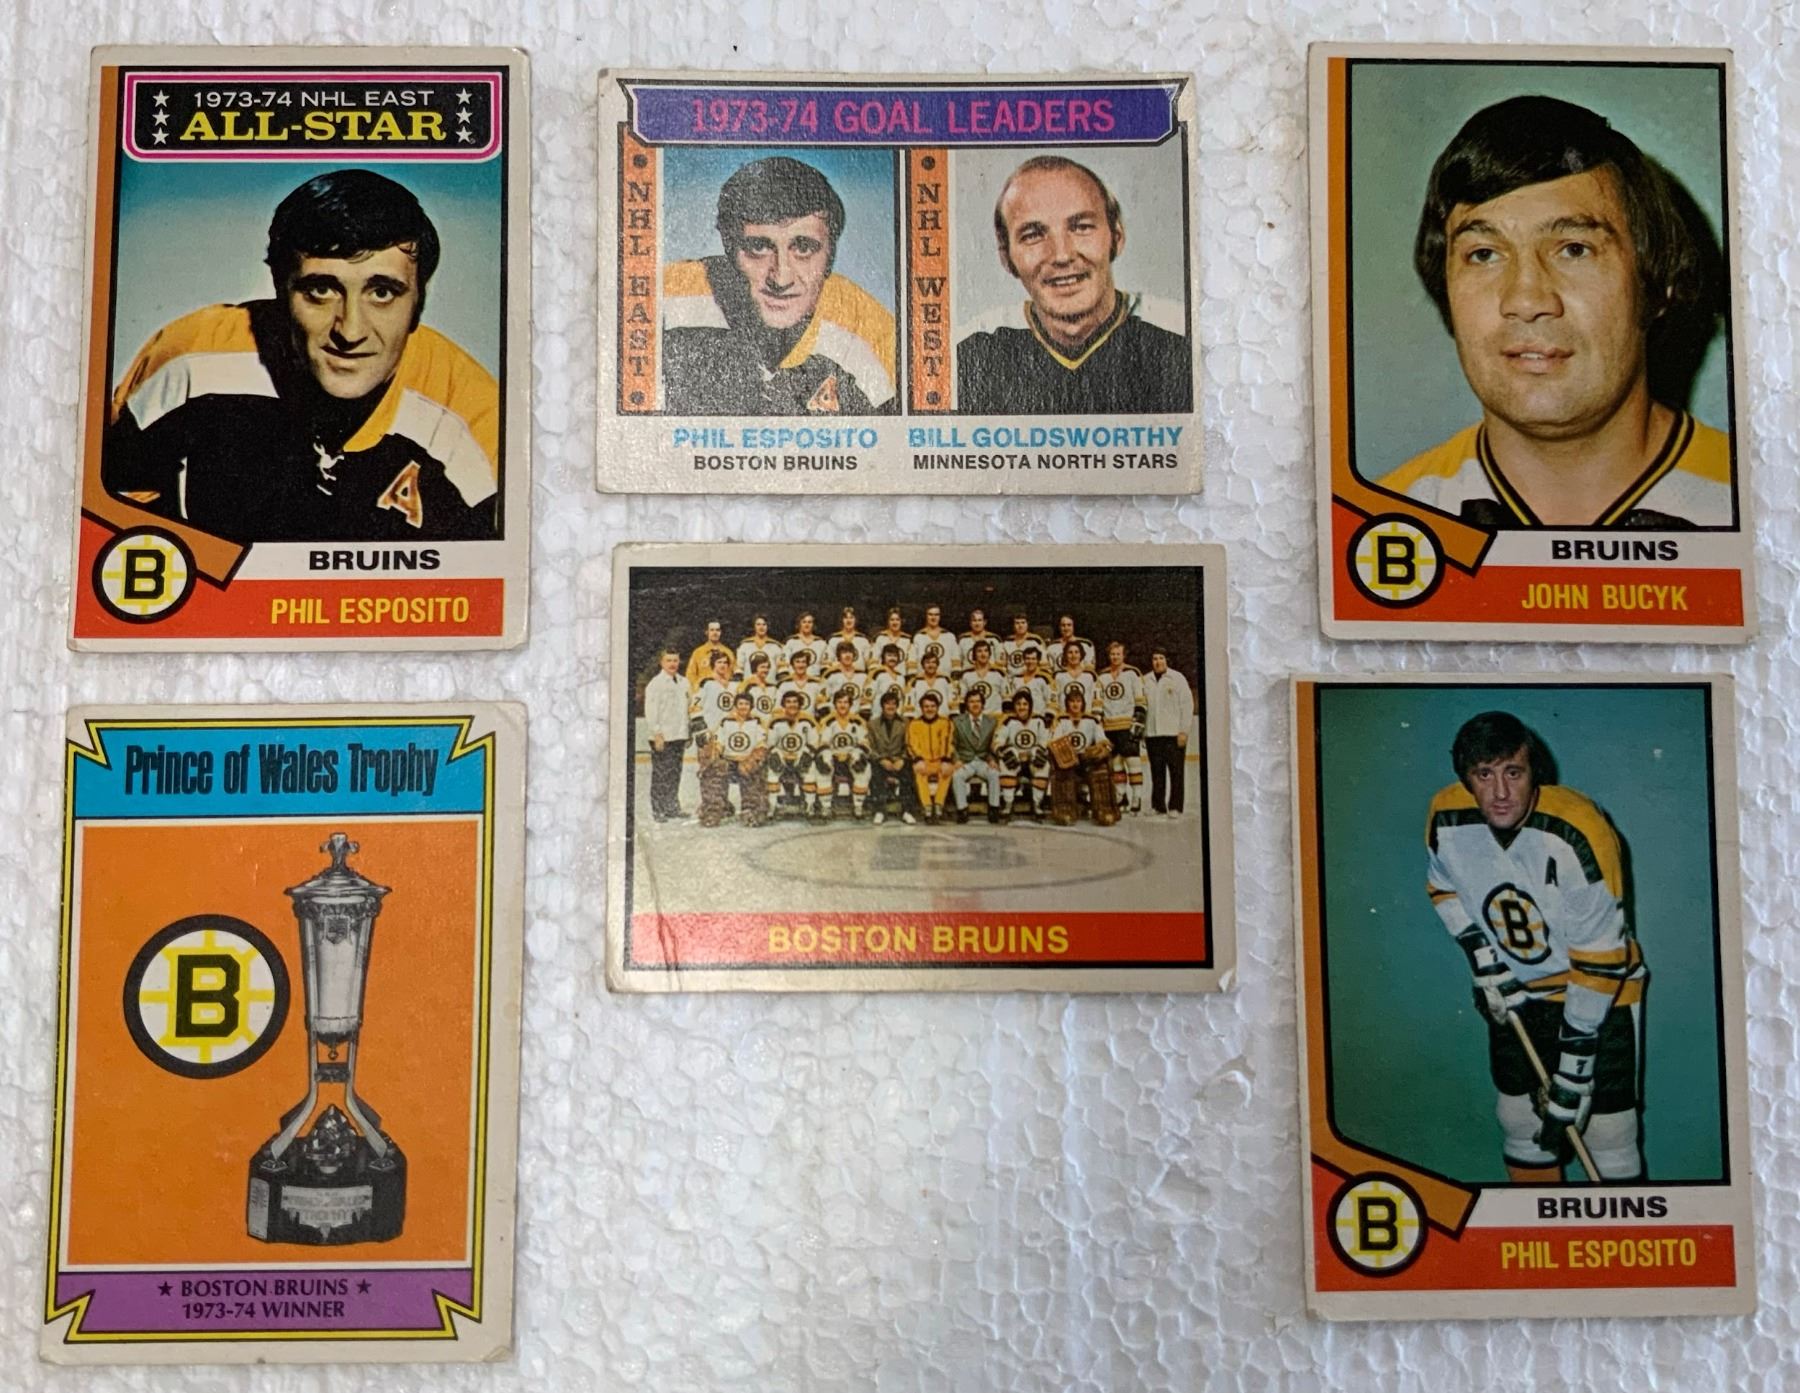 1973-74 NHL EAST
ALL-STAR
A
B
BRUINS
PHIL ESPOSITO
1973-74 GOAL LEADERS
NHL EAST
NHL WEST
A
PHIL ESPOSITO
BOSTON BRUINS
BILL GOLDSWORTHY
MINNESOTA NORTH STARS
B
BRUINS
JOHN BUCYK
Prince of Wales Trophy
B
★ BOSTON BRUINS ★
1973-74 WINNER
BOSTON BRUINS
A
B
7
7
B
BRUINS
PHIL ESPOSITO